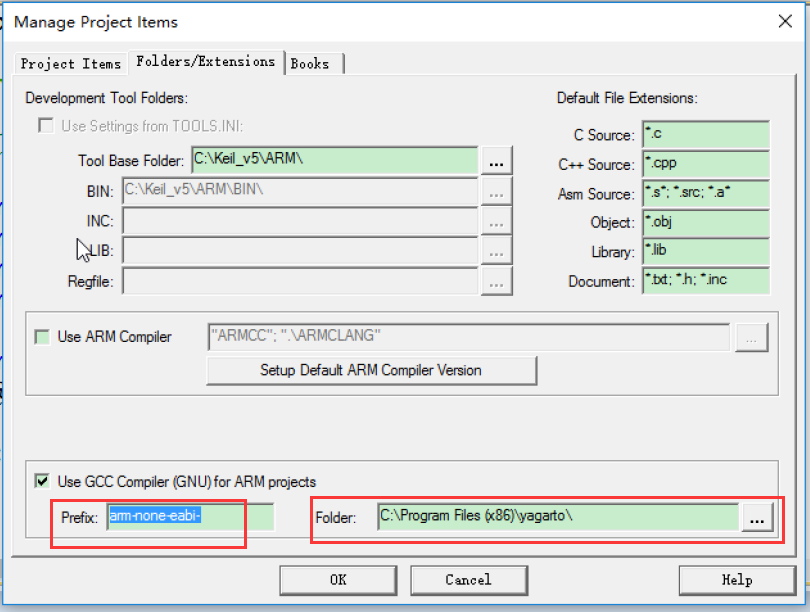 Manage Project Items
Project Items Folders/Extensions Books
Development Tool Folders:
Use Settings from TOOLS.INI:
Tool Base Folder: C:\Keil_v5\ARM\ ...
BIN: C:\Keil_v5\ARM\BIN\ ...
INC: ...
LIB: ...
Regfile: ...
Default File Extensions:
C Source: *.c
C++ Source: *.cpp
Asm Source: *.s*; *.src; *.a*
Object: *.obj
Library: *.lib
Document: *.txt; *.h; *.inc
Use ARM Compiler "ARMCC"; ".\ARMCLANG" ...
Setup Default ARM Compiler Version
Use GCC Compiler (GNU) for ARM projects
Prefix: arm-none-eabi- Folder: C:\Program Files (x86)\yagarto\ ...
OK Cancel Help